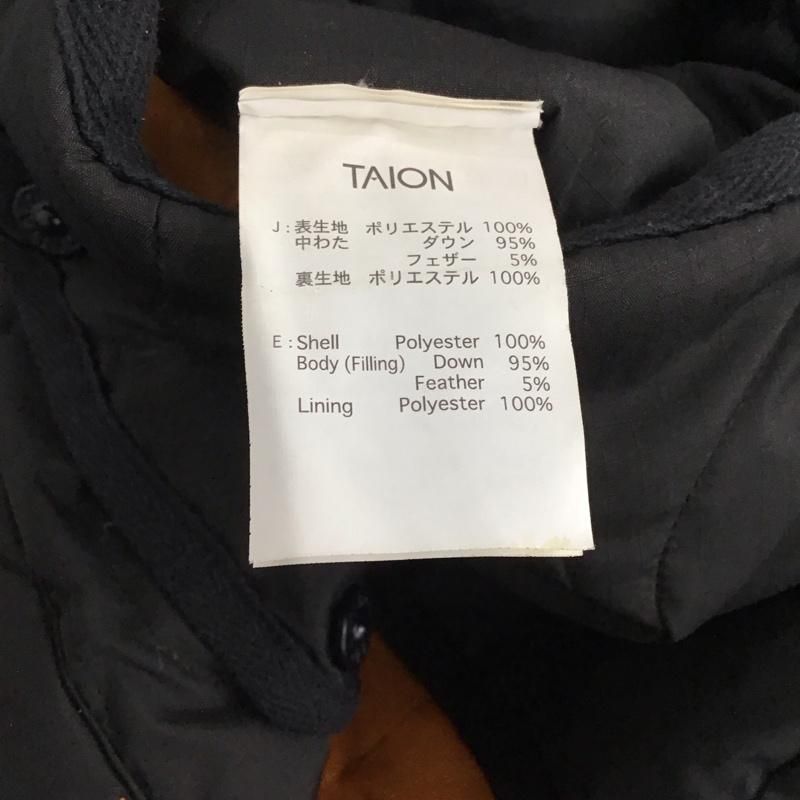 TAION
J : 表生地 ポリエステル 100%
中わた ダウン 95%
フェザー 5%
裏生地 ポリエステル 100%
E : Shell Polyester 100%
Body (Filling) Down 95%
Feather 5%
Lining Polyester 100%